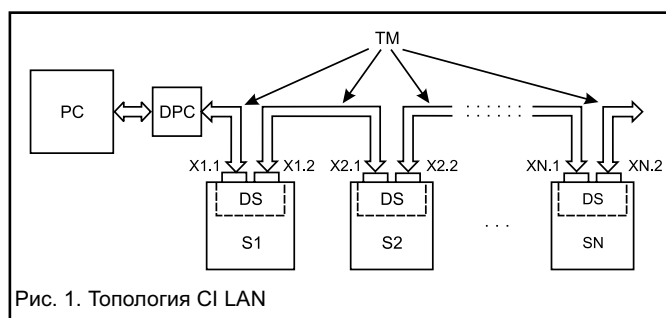 TM
PC
DPC
X1.1 X1.2 X2.1 X2.2 XN.1 XN.2
DS DS DS
S1 S2 . . . SN
Рис. 1. Топология CI LAN